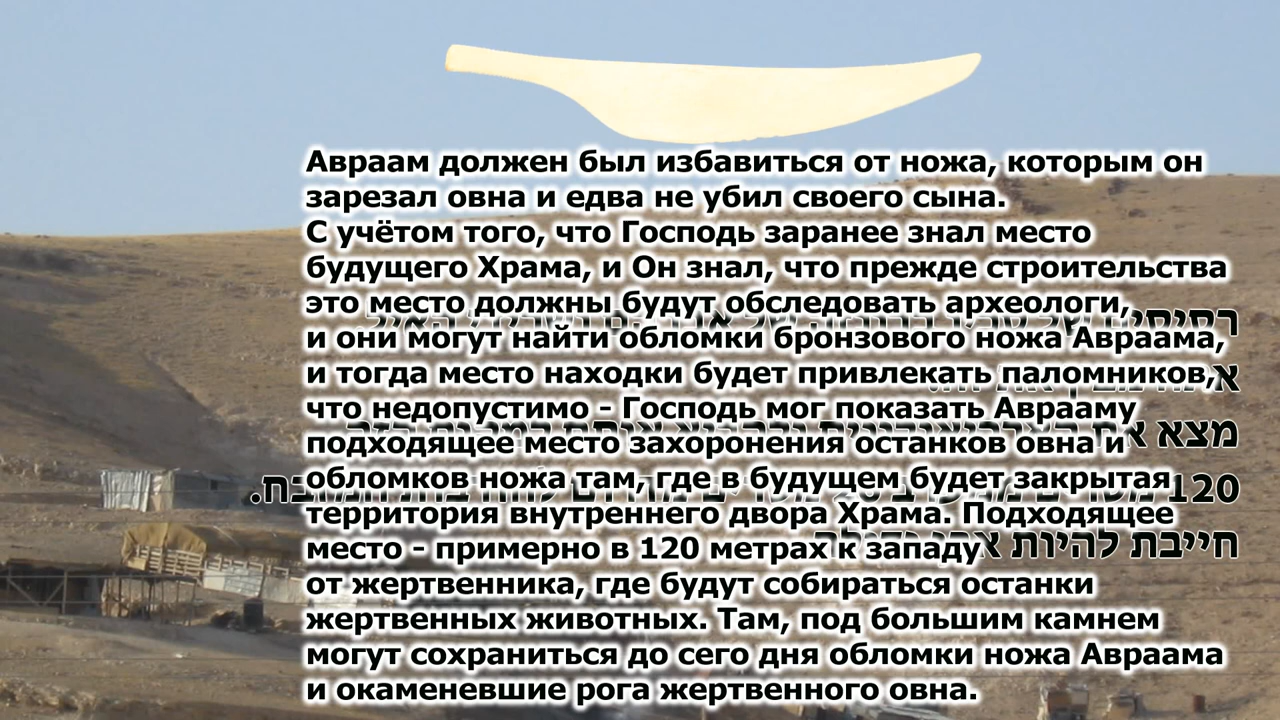 Авраам должен был избавиться от ножа, которым он
зарезал овна и едва не убил своего сына.
С учётом того, что Господь заранее знал место
будущего Храма, и Он знал, что прежде строительства
это место должны будут обследовать археологи,
и они могут найти обломки бронзового ножа Авраама,
и тогда место находки будет привлекать паломников,
что недопустимо - Господь мог показать Аврааму
подходящее место захоронения останков овна и
обломков ножа там, где в будущем будет закрытая
территория внутреннего двора Храма. Подходящее
место - примерно в 120 метрах к западу
от жертвенника, где будут собираться останки
жертвенных животных. Там, под большим камнем
могут сохраниться до сего дня обломки ножа Авраама
и окаменевшие рога жертвенного овна.
מצא
120
חייבת להיות